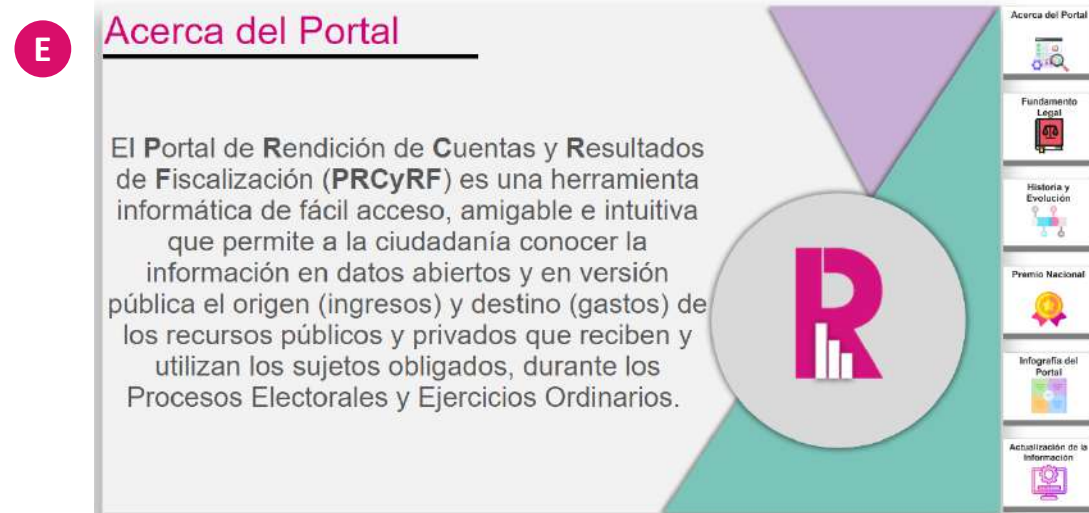 E
Acerca del Portal
El Portal de Rendición de Cuentas y Resultados
de Fiscalización (PRCyRF) es una herramienta
informática de fácil acceso, amigable e intuitiva
que permite a la ciudadanía conocer la
información en datos abiertos y en versión
pública el origen (ingresos) y destino (gastos) de
los recursos públicos y privados que reciben y
utilizan los sujetos obligados, durante los
Procesos Electorales y Ejercicios Ordinarios.
R
Acerca del Portal
Fundamento
Legal
Historia y
Evolución
Premio Nacional
Infografía del
Portal
Actualización de la
Información